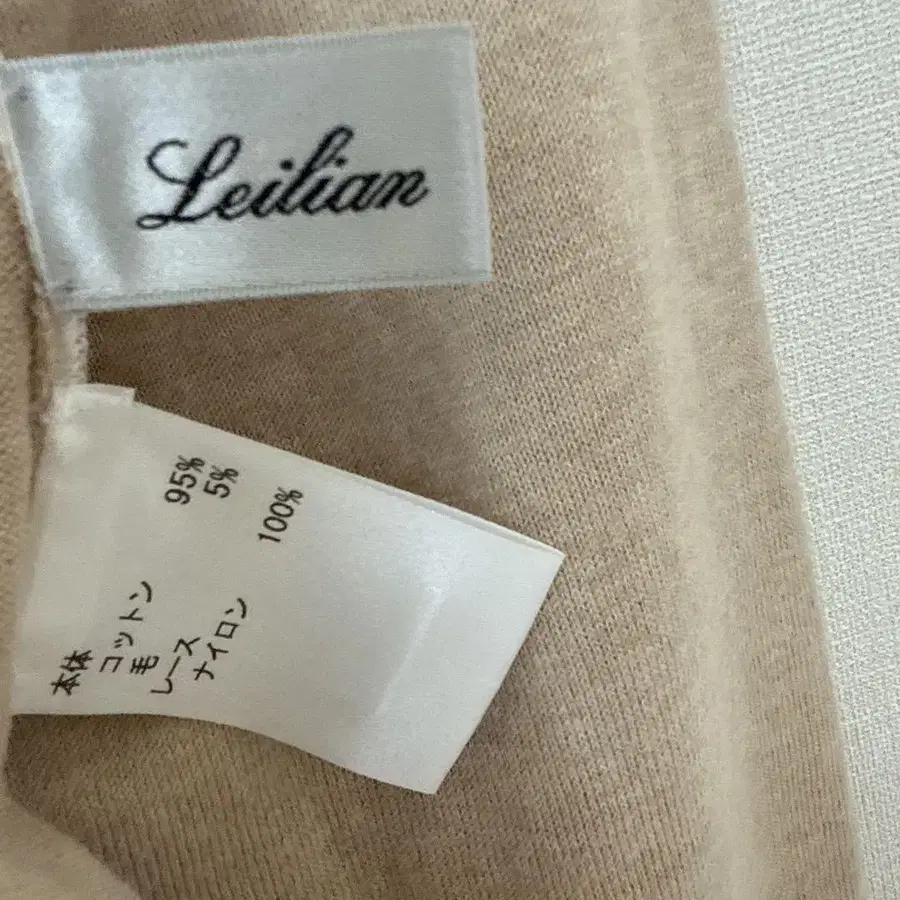 Leilian
本体
コットン 95%
毛 5%
レース
ナイロン 100%